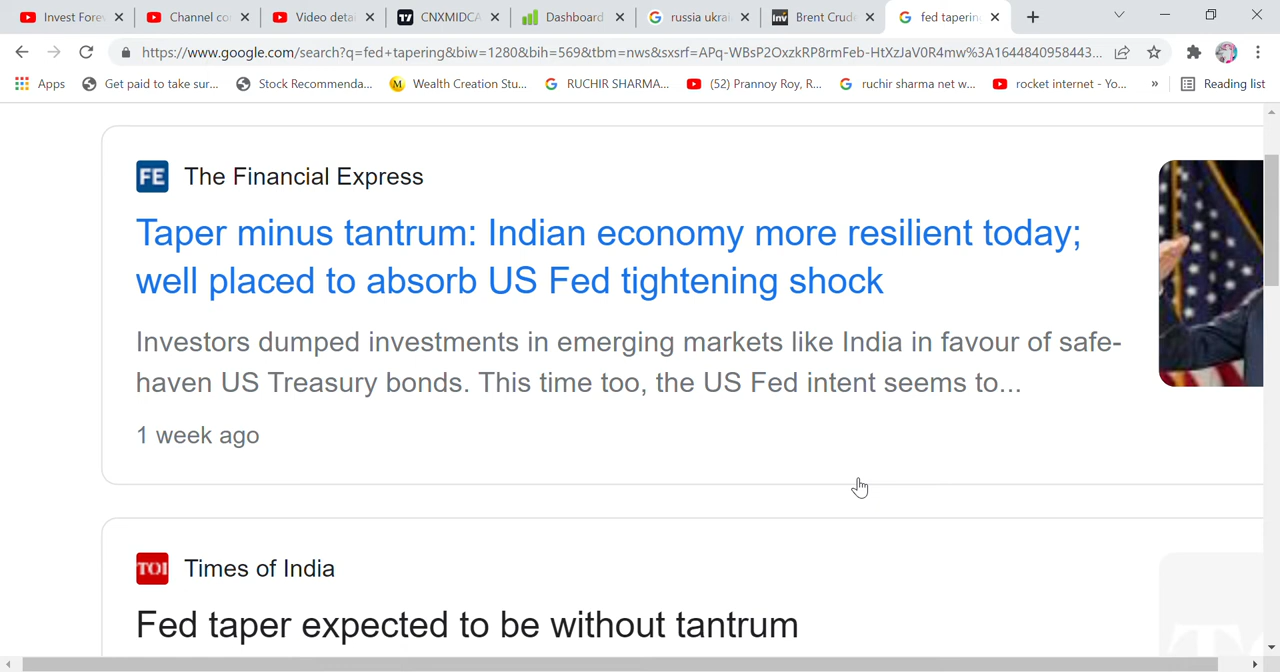 Invest Fore
Channel co
Video detai
CNXMIDCA
Dashboard
russia ukrai
Inv
Brent Crude
fed taperin
https://www.google.com/search?q=fed+tapering&biw=1280&bih=569&tbm=nws&sxsrf=APq-WBsP2OxzkRP8rmFeb-HtXzJaV0R4mw%3A1644840958443...
Apps
Get paid to take sur...
Stock Recommenda...
M
Wealth Creation Stu...
RUCHIR SHARMA...
(52) Prannoy Roy, R...
ruchir sharma net w...
rocket internet - Yo...
»
Reading list
FE
The Financial Express
Taper minus tantrum: Indian economy more resilient today;
well placed to absorb US Fed tightening shock
Investors dumped investments in emerging markets like India in favour of safe-
haven US Treasury bonds. This time too, the US Fed intent seems to...
1 week ago
TOI
Times of India
Fed taper expected to be without tantrum